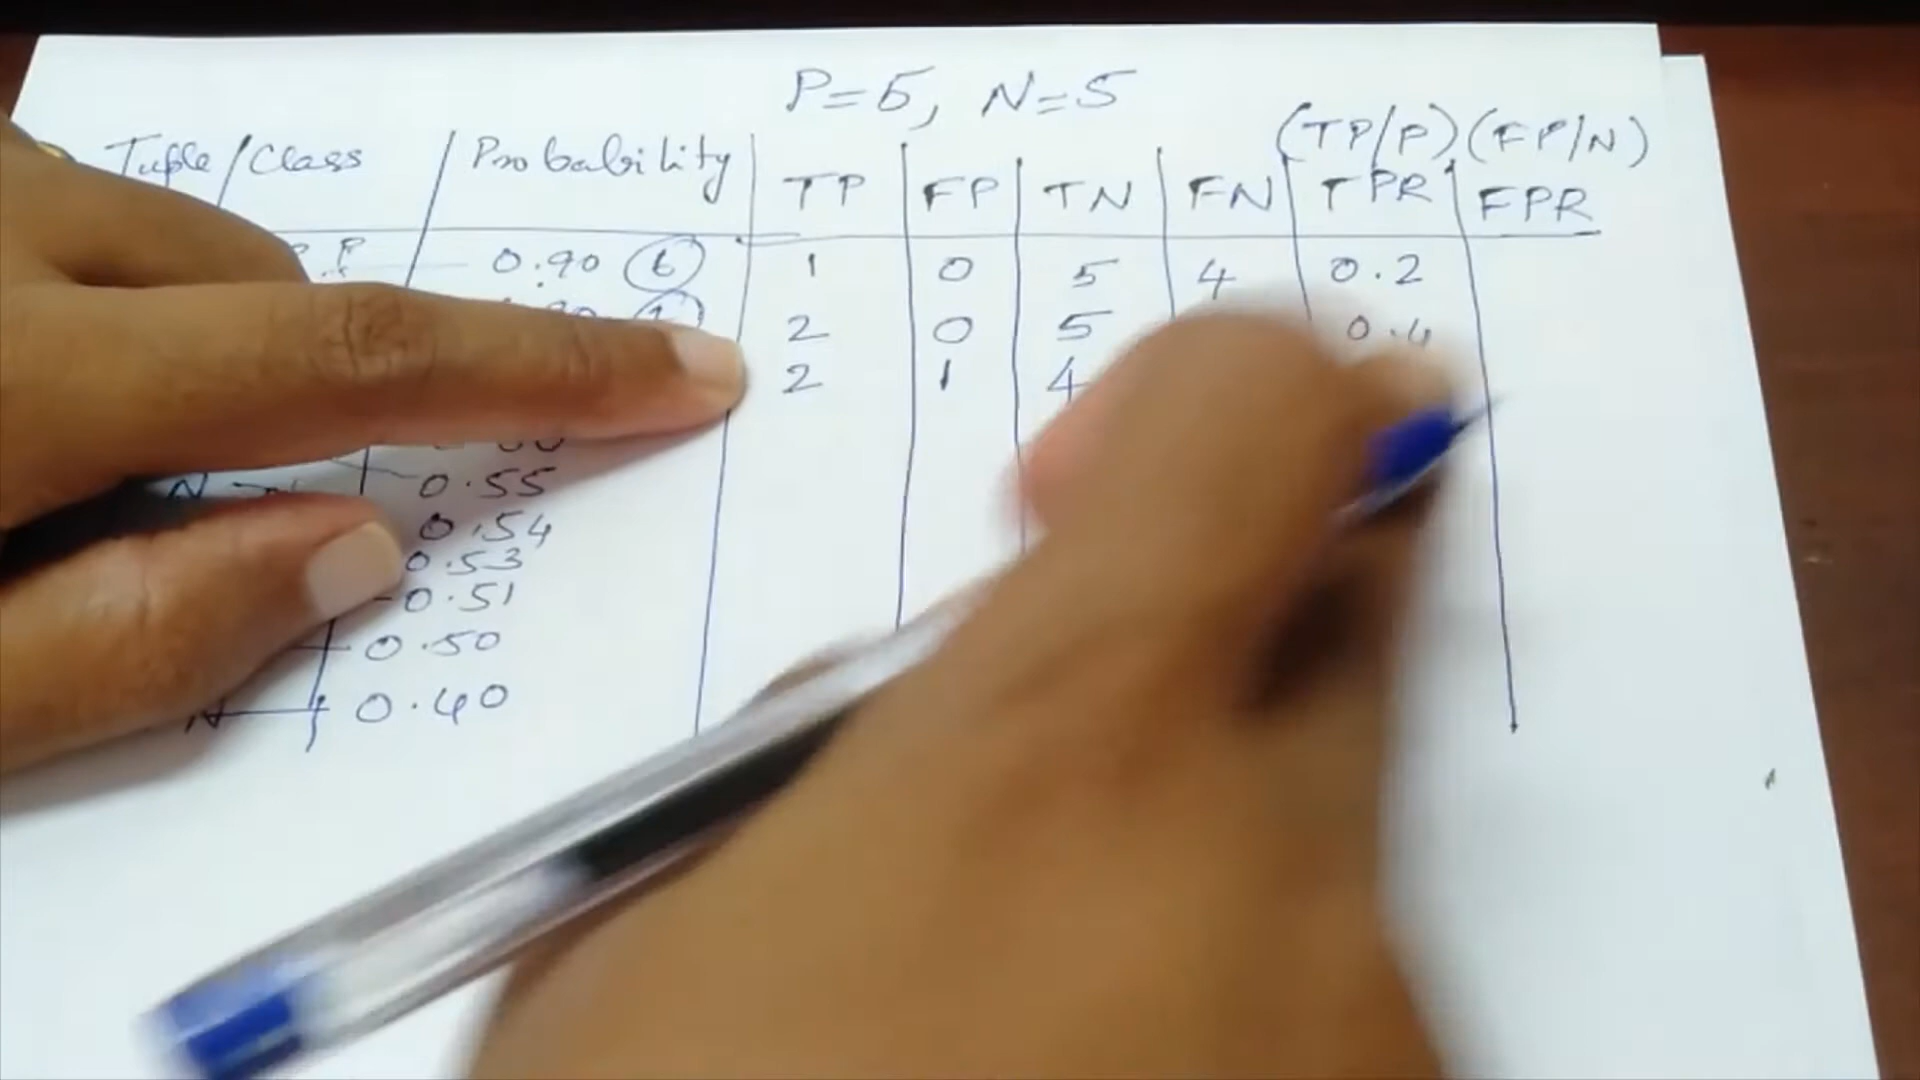 P=5, N=5
(TP/P) (FP/N)
Tuple/Class Probability TP FP TN FN TPR FPR
P 0.90 (t) 1 0 5 4 0.2
2 0 5 0.4
2 1 4
N 0.55
0.54
0.53
0.51
0.50
N 0.40